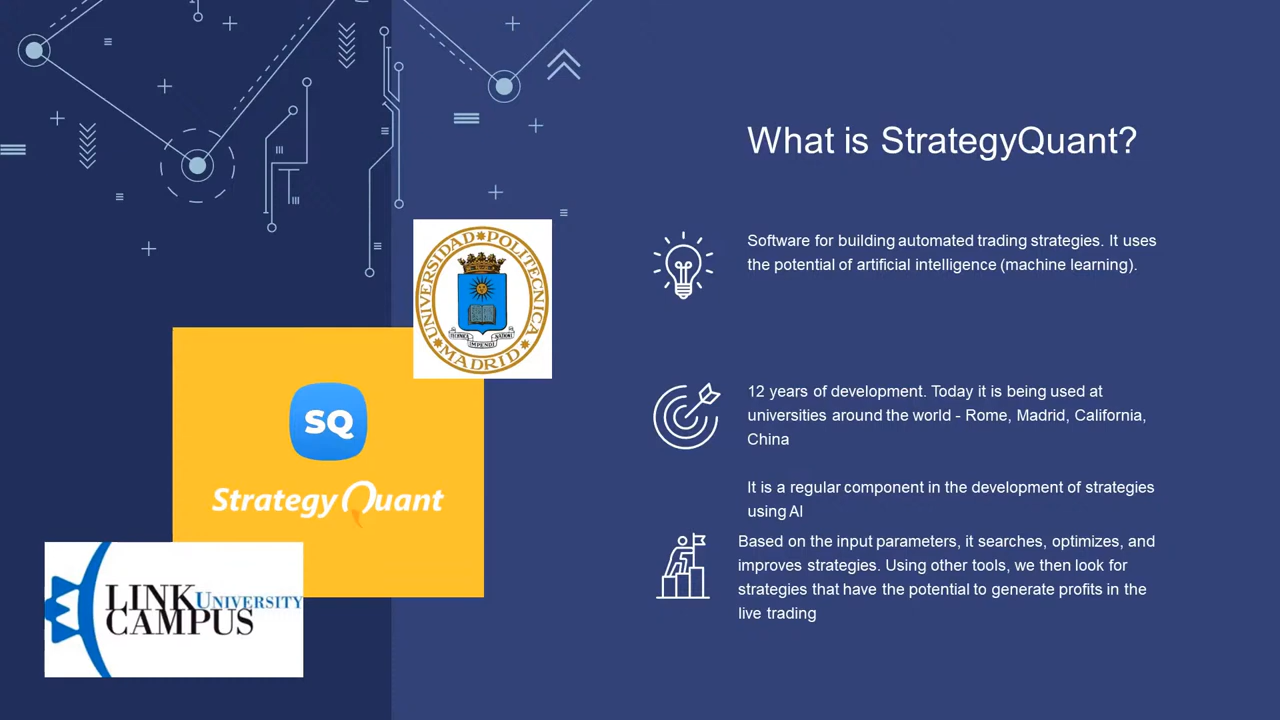 What is StrategyQuant?
Software for building automated trading strategies. It uses
the potential of artificial intelligence (machine learning).
12 years of development. Today it is being used at
universities around the world - Rome, Madrid, California,
China
It is a regular component in the development of strategies
using AI
Based on the input parameters, it searches, optimizes, and
improves strategies. Using other tools, we then look for
strategies that have the potential to generate profits in the
live trading
UNIVERSIDAD POLITECNICA
MADRID
TECHNICA IMPENDI NATIONI
SQ
StrategyQuant
LINK UNIVERSITY
CAMPUS